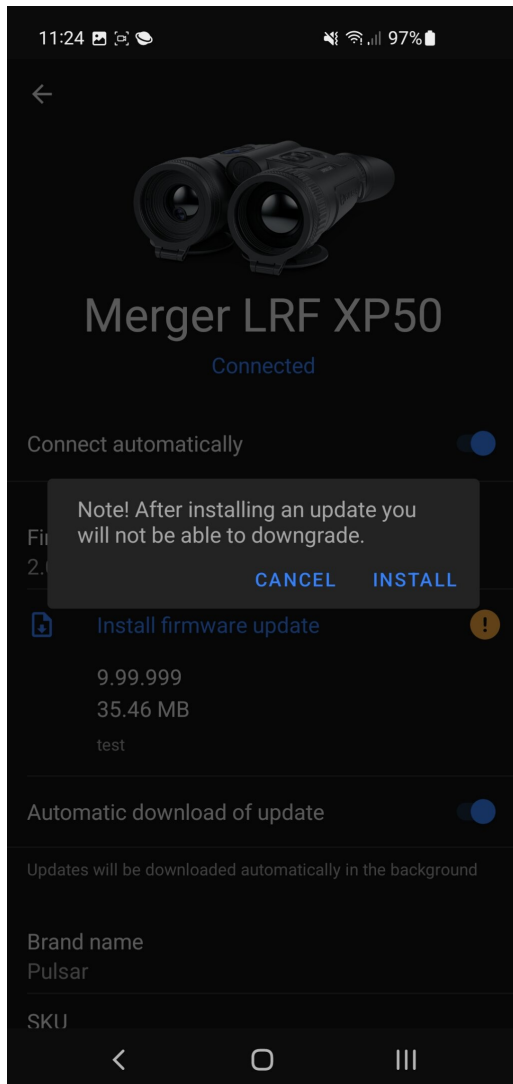 11:24
97%
Merger LRF XP50
Connected
Connect automatically
Note! After installing an update you
will not be able to downgrade.
CANCEL INSTALL
Install firmware update
9.99.999
35.46 MB
test
Automatic download of update
Updates will be downloaded automatically in the background
Brand name
Pulsar
SKU